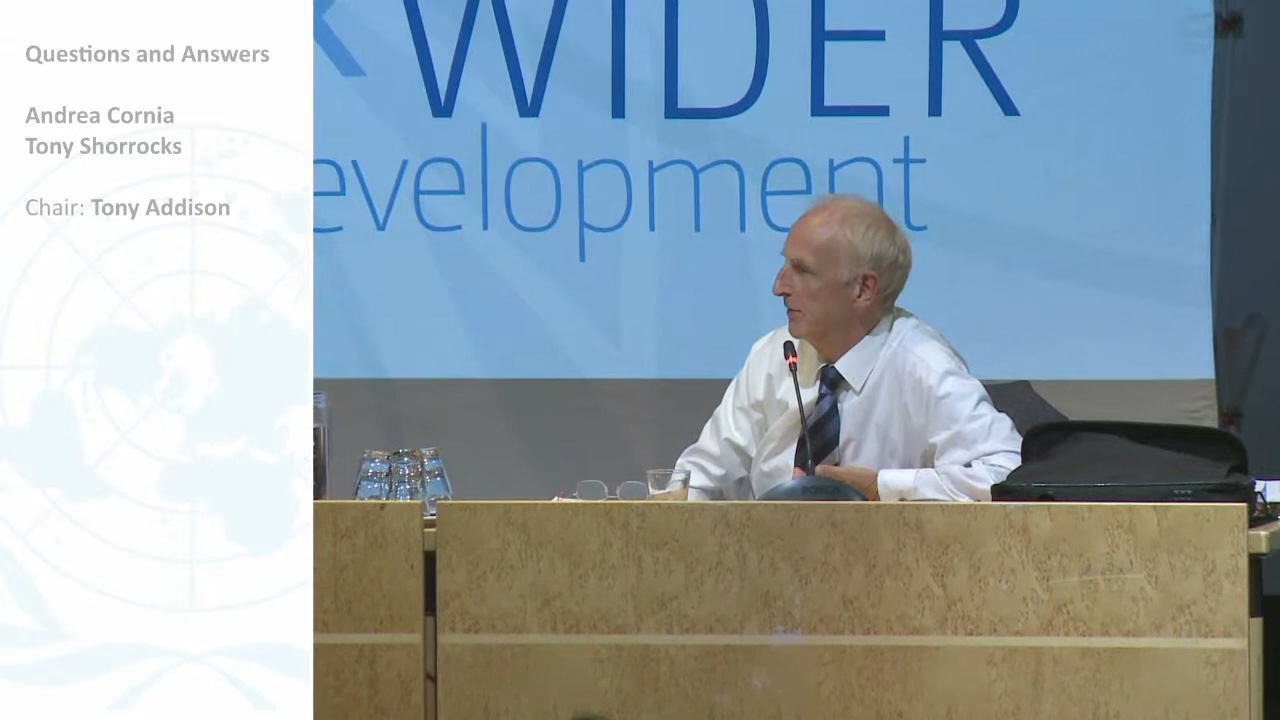 Questions and Answers
Andrea Cornia
Tony Shorrocks
Chair: Tony Addison
WIDER
evelopment